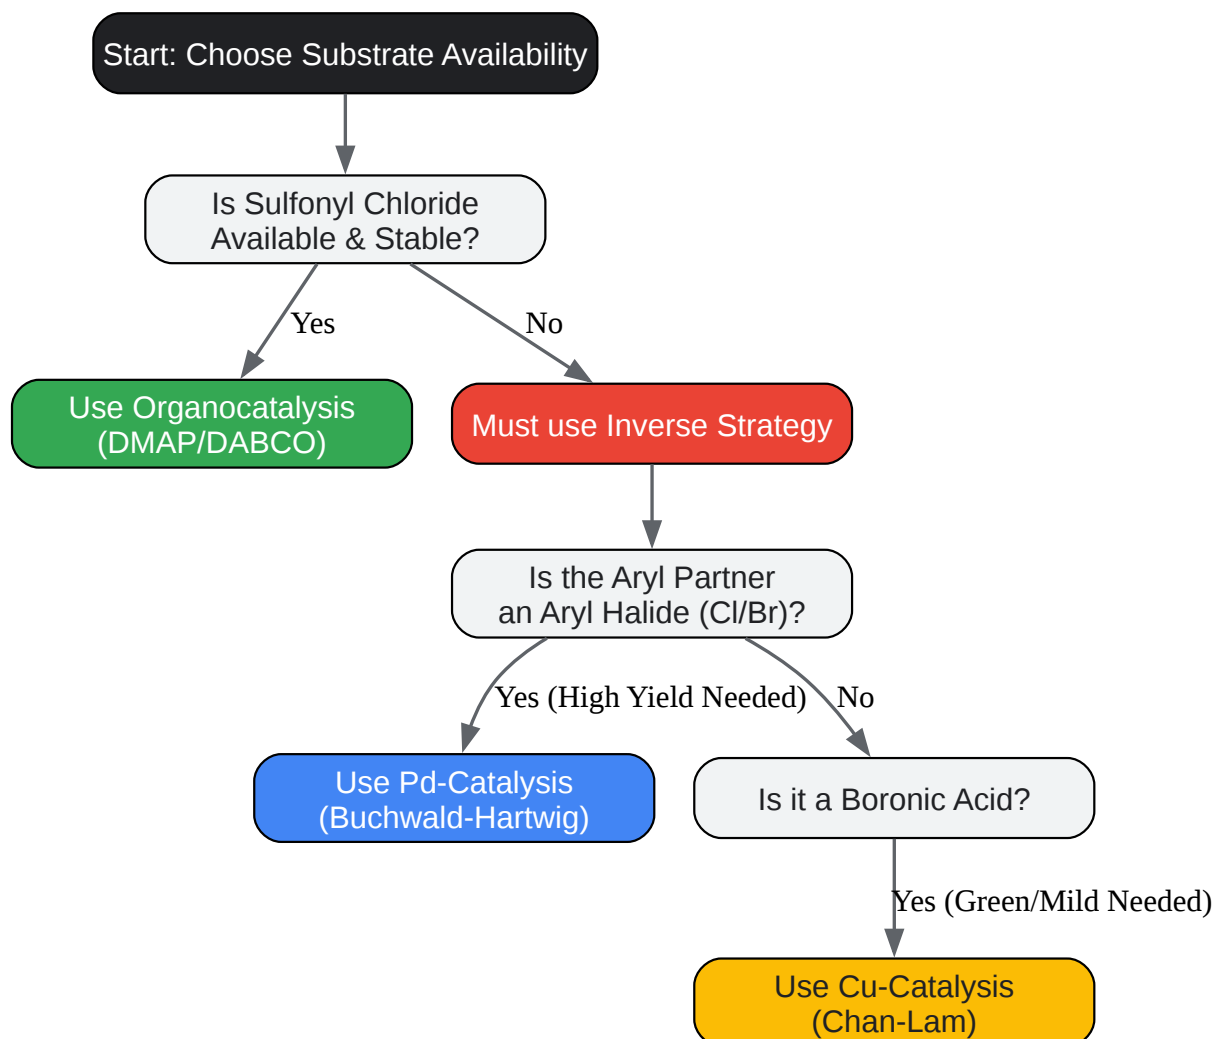 Start: Choose Substrate Availability
Is Sulfonyl Chloride
Available & Stable?
Yes
No
Use Organocatalysis
(DMAP/DABCO)
Must use Inverse Strategy
Is the Aryl Partner
an Aryl Halide (Cl/Br)?
Yes (High Yield Needed)
No
Use Pd-Catalysis
(Buchwald-Hartwig)
Is it a Boronic Acid?
Yes (Green/Mild Needed)
Use Cu-Catalysis
(Chan-Lam)